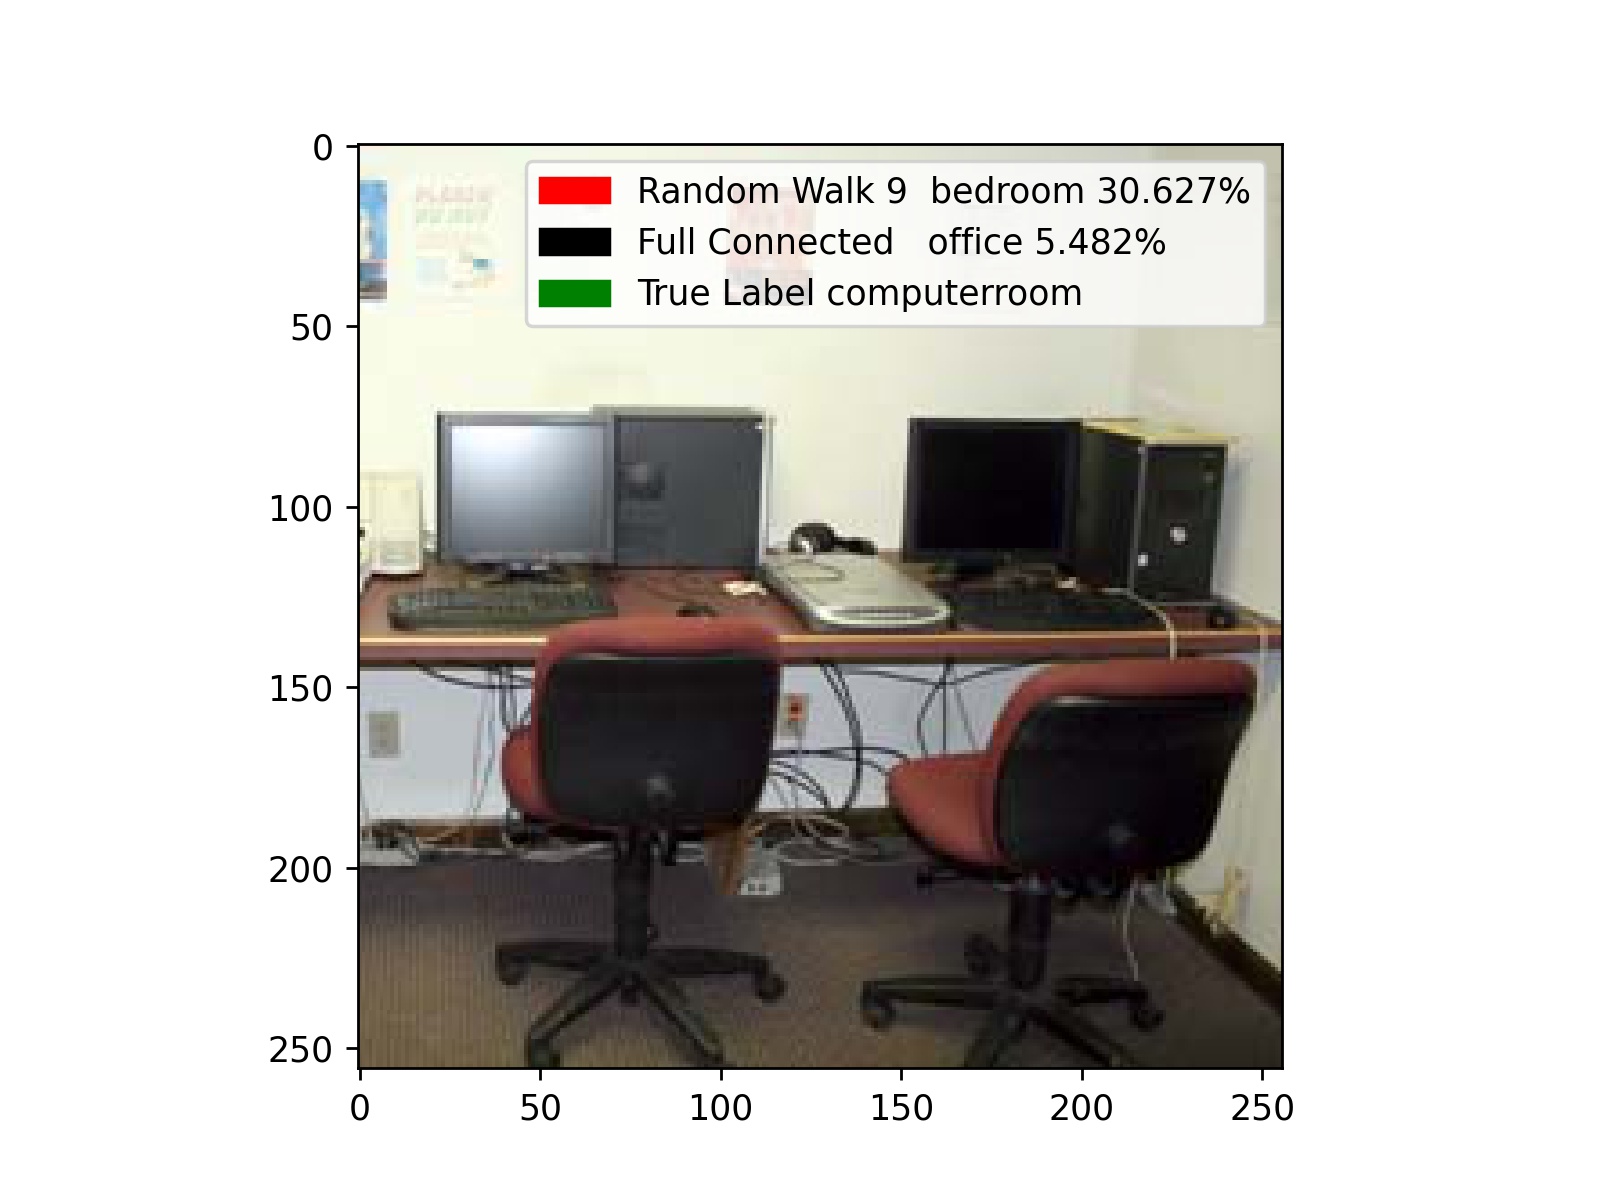 Random Walk 9  bedroom 30.627%
Full Connected   office 5.482%
True Label computerroom
0
50
100
150
200
250
0 50 100 150 200 250